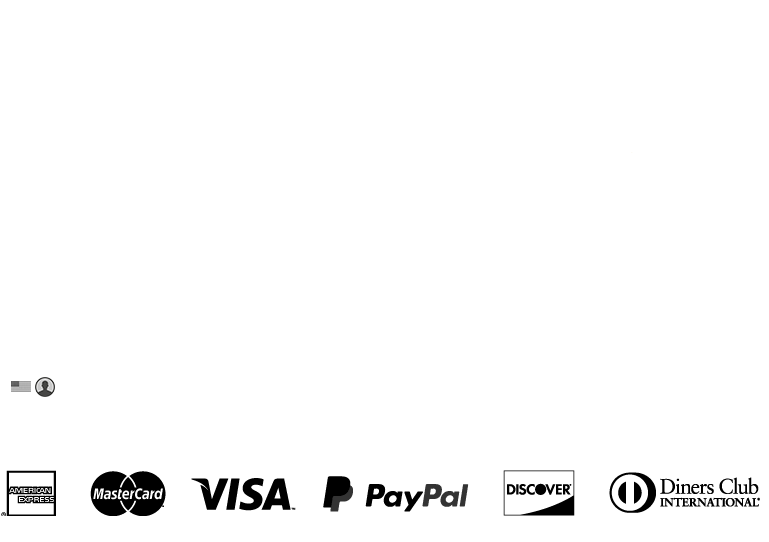 AMERICAN
EXPRESS
MasterCard
VISA
PayPal
DISCOVER
Diners Club
INTERNATIONAL